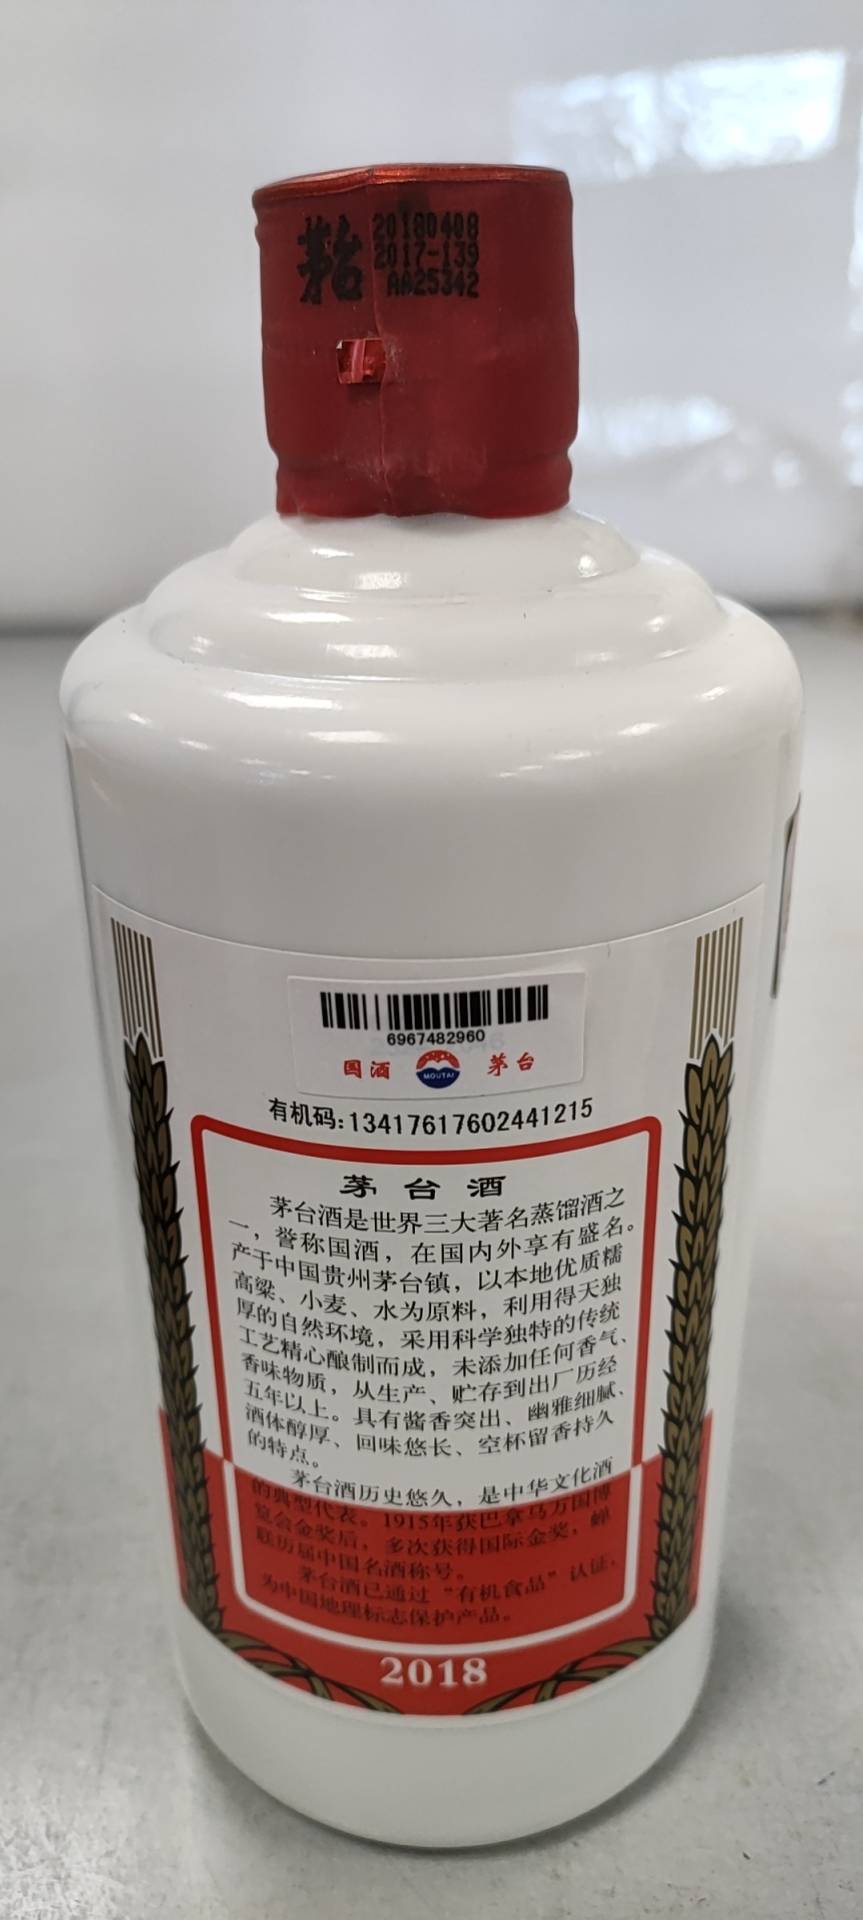 茅台
20180408
2017-139
AA25342
6967482960
国酒 MOUTAI 茅台
有机码:13417617602441215
茅台酒
茅台酒是世界三大著名蒸馏酒之
一，誉称国酒，在国内外享有盛名。
产于中国贵州茅台镇，以本地优质糯
高粱、小麦、水为原料，利用得天独
厚的自然环境，采用科学独特的传统
工艺精心酿制而成，未添加任何香气、
香味物质，从生产、贮存到出厂历经
五年以上。具有酱香突出、幽雅细腻、
酒体醇厚、回味悠长、空杯留香持久
的特点。
茅台酒历史悠久，是中华文化酒
的典型代表。1915年获巴拿马万国博
览会金奖后，多次获得国际金奖，蝉
联历届中国名酒称号。
茅台酒已通过“有机食品”认证，
为中国地理标志保护产品。
2018